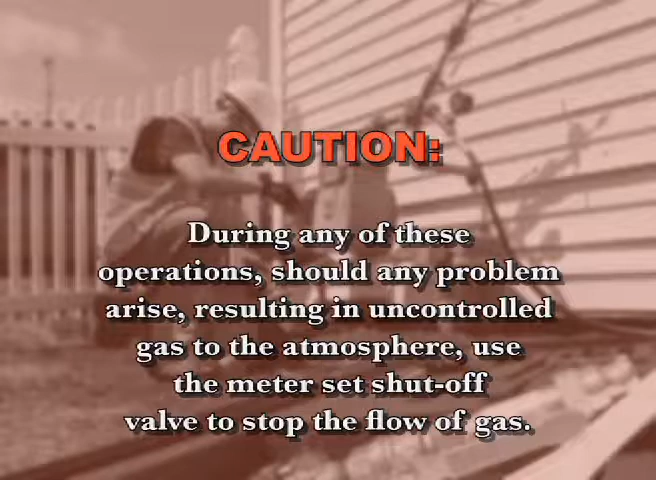 CAUTION:
During any of these
operations, should any problem
arise, resulting in uncontrolled
gas to the atmosphere, use
the meter set shut-off
valve to stop the flow of gas.